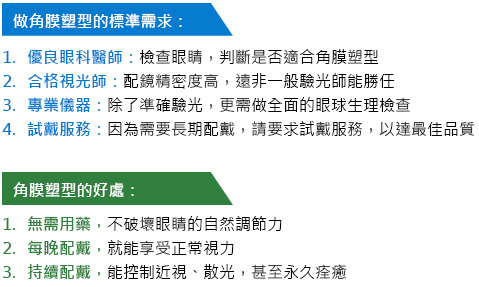 做角膜塑型的標準需求：
1. 優良眼科醫師：檢查眼睛，判斷是否適合角膜塑型
2. 合格視光師：配鏡精密度高，遠非一般驗光師能勝任
3. 專業儀器：除了準確驗光，更需做全面的眼球生理檢查
4. 試戴服務：因為需要長期配戴，請要求試戴服務，以達最佳品質
角膜塑型的好處：
1. 無需用藥，不破壞眼睛的自然調節力
2. 每晚配戴，就能享受正常視力
3. 持續配戴，能控制近視、散光，甚至永久痊癒